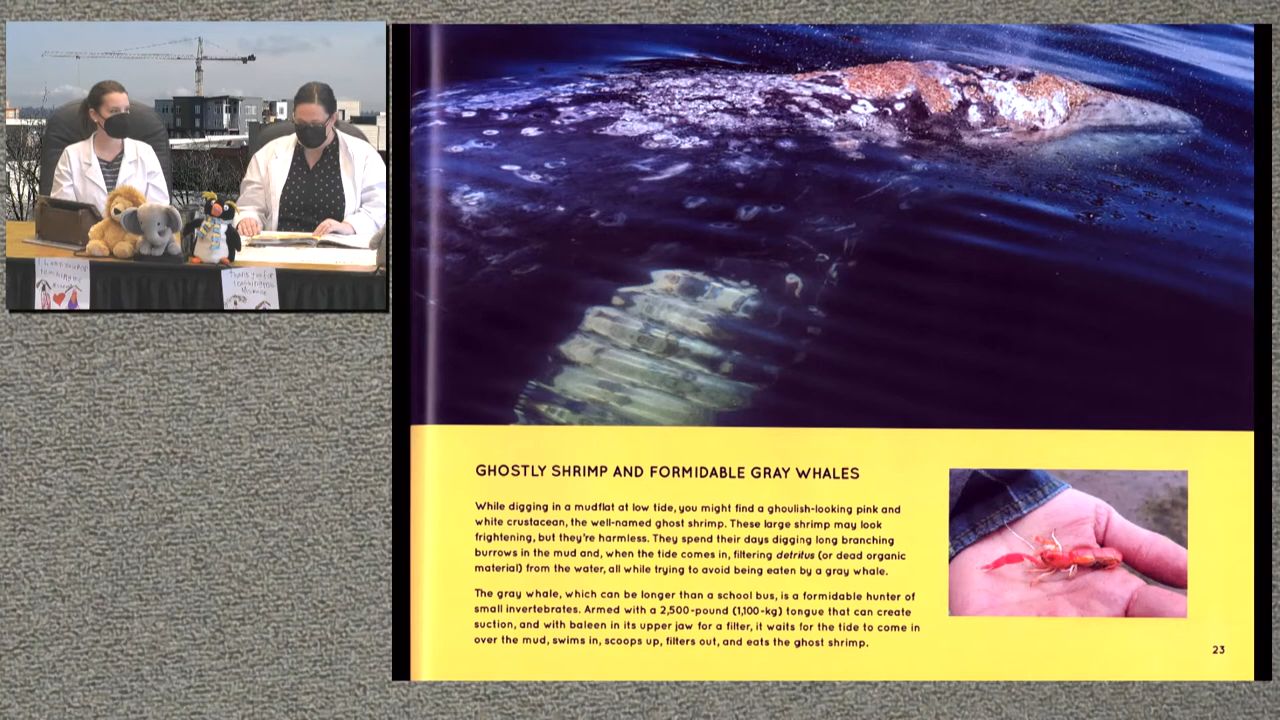 I Love
Thank you for
GHOSTLY SHRIMP AND FORMIDABLE GRAY WHALES
While digging in a mudflat at low tide, you might find a ghoulish-looking pink and
white crustacean, the well-named ghost shrimp. These large shrimp may look
frightening, but they're harmless. They spend their days digging long branching
burrows in the mud and, when the tide comes in, filtering detritus (or dead organic
material) from the water, all while trying to avoid being eaten by a gray whale.
The gray whale, which can be longer than a school bus, is a formidable hunter of
small invertebrates. Armed with a 2,500-pound (1,100-kg) tongue that can create
suction, and with baleen in its upper jaw for a filter, it waits for the tide to come in
over the mud, swims in, scoops up, filters out, and eats the ghost shrimp.
23